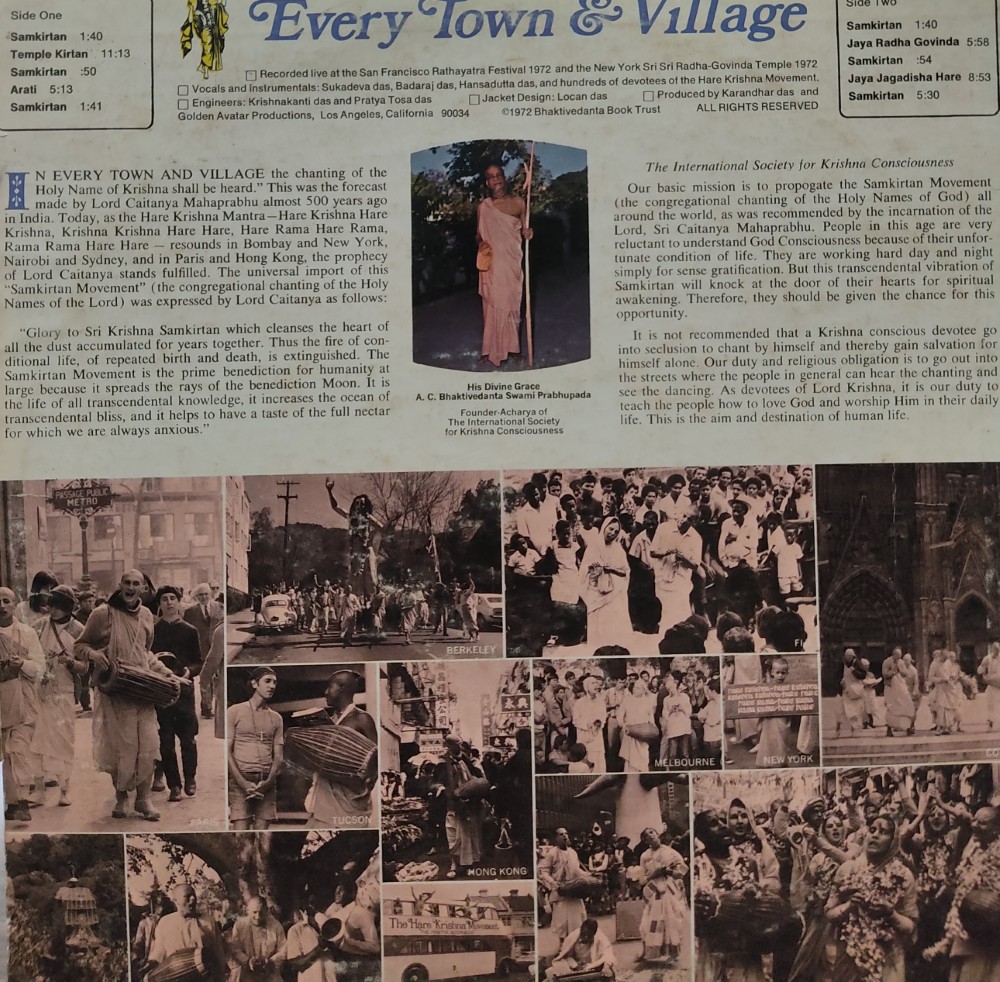 Every Town & Village
Side One
Samkirtan 1:40
Temple Kirtan 11:13
Samkirtan :50
Arati 5:13
Samkirtan 1:41
Side Two
Samkirtan 1:40
Jaya Radha Govinda 5:58
Samkirtan :54
Jaya Jagadisha Hare 8:53
Samkirtan 5:30
Recorded live at the San Francisco Rathayatra Festival 1972 and the New York Sri Sri Radha-Govinda Temple 1972
Vocals and Instrumentals: Sukadeva das, Badaraj das, Hansadutta das, and hundreds of devotees of the Hare Krishna Movement.
Engineers: Krishnakanti das and Pratya Tosa das Jacket Design: Locan das Produced by Karandhar das and
Golden Avatar Productions, Los Angeles, California 90034 ©1972 Bhaktivedanta Book Trust ALL RIGHTS RESERVED
IN EVERY TOWN AND VILLAGE the chanting of the
Holy Name of Krishna shall be heard." This was the forecast
made by Lord Caitanya Mahaprabhu almost 500 years ago
in India. Today, as the Hare Krishna Mantra—Hare Krishna Hare
Krishna, Krishna Krishna Hare Hare, Hare Rama Hare Rama,
Rama Rama Hare Hare — resounds in Bombay and New York,
Nairobi and Sydney, and in Paris and Hong Kong, the prophecy
of Lord Caitanya stands fulfilled. The universal import of this
"Samkirtan Movement" (the congregational chanting of the Holy
Names of the Lord) was expressed by Lord Caitanya as follows:
"Glory to Sri Krishna Samkirtan which cleanses the heart of
all the dust accumulated for years together. Thus the fire of con-
ditional life, of repeated birth and death, is extinguished. The
Samkirtan Movement is the prime benediction for humanity at
large because it spreads the rays of the benediction Moon. It is
the life of all transcendental knowledge, it increases the ocean of
transcendental bliss, and it helps to have a taste of the full nectar
for which we are always anxious."
His Divine Grace
A. C. Bhaktivedanta Swami Prabhupada
Founder-Acharya of
The International Society
for Krishna Consciousness
The International Society for Krishna Consciousness
Our basic mission is to propogate the Samkirtan Movement
(the congregational chanting of the Holy Names of God) all
around the world, as was recommended by the incarnation of the
Lord, Sri Caitanya Mahaprabhu. People in this age are very
reluctant to understand God Consciousness because of their unfor-
tunate condition of life. They are working hard day and night
simply for sense gratification. But this transcendental vibration of
Samkirtan will knock at the door of their hearts for spiritual
awakening. Therefore, they should be given the chance for this
opportunity.
It is not recommended that a Krishna conscious devotee go
into seclusion to chant by himself and thereby gain salvation for
himself alone. Our duty and religious obligation is to go out into
the streets where the people in general can hear the chanting and
see the dancing. As devotees of Lord Krishna, it is our duty to
teach the people how to love God and worship Him in their daily
life. This is the aim and destination of human life.
PASSAGE PUBLIC
METRO
PARIS
BERKELEY
TUCSON
HONG KONG
MELBOURNE
NEW YORK
The Hare Krishna Movement